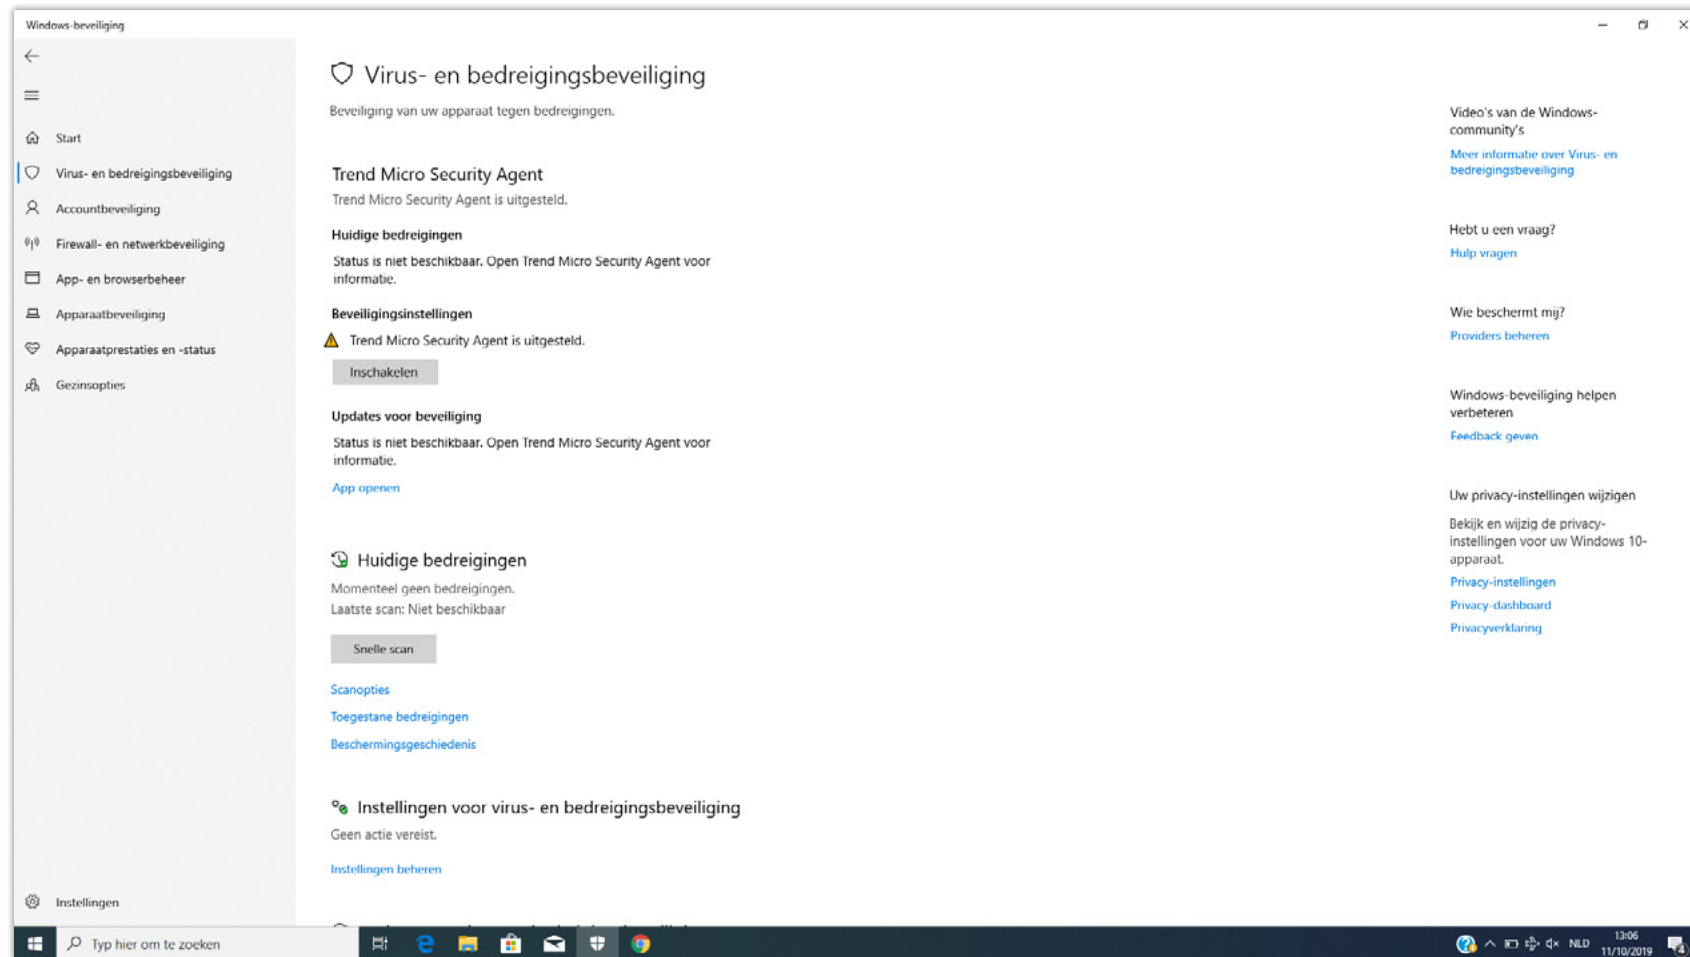 Windows-beveiliging
Start
Virus- en bedreigingsbeveiliging
Accountbeveiliging
Firewall- en netwerkbeveiliging
App- en browserbeheer
Apparaatbeveiliging
Apparaatprestaties en -status
Gezinsopties
Instellingen
Virus- en bedreigingsbeveiliging
Beveiliging van uw apparaat tegen bedreigingen.
Trend Micro Security Agent
Trend Micro Security Agent is uitgesteld.
Huidige bedreigingen
Status is niet beschikbaar. Open Trend Micro Security Agent voor
informatie.
Beveiligingsinstellingen
Trend Micro Security Agent is uitgesteld.
Inschakelen
Updates voor beveiliging
Status is niet beschikbaar. Open Trend Micro Security Agent voor
informatie.
App openen
Huidige bedreigingen
Momenteel geen bedreigingen.
Laatste scan: Niet beschikbaar
Snelle scan
Scanopties
Toegestane bedreigingen
Beschermingsgeschiedenis
Instellingen voor virus- en bedreigingsbeveiliging
Geen actie vereist.
Instellingen beheren
Video's van de Windows-
community's
Meer informatie over Virus- en
bedreigingsbeveiliging
Hebt u een vraag?
Hulp vragen
Wie beschermt mij?
Providers beheren
Windows-beveiliging helpen
verbeteren
Feedback geven
Uw privacy-instellingen wijzigen
Bekijk en wijzig de privacy-
instellingen voor uw Windows 10-
apparaat.
Privacy-instellingen
Privacy-dashboard
Privacyverklaring
Typ hier om te zoeken
NLD
13:06
11/10/2019
4